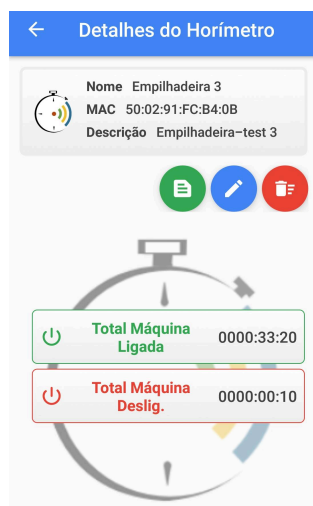 Detalhes do Horímetro
Nome Empilhadeira 3
MAC 50:02:91:FC:B4:0B
Descrição Empilhadeira-test 3
Total Máquina
Ligada
0000:33:20
Total Máquina
Deslig.
0000:00:10